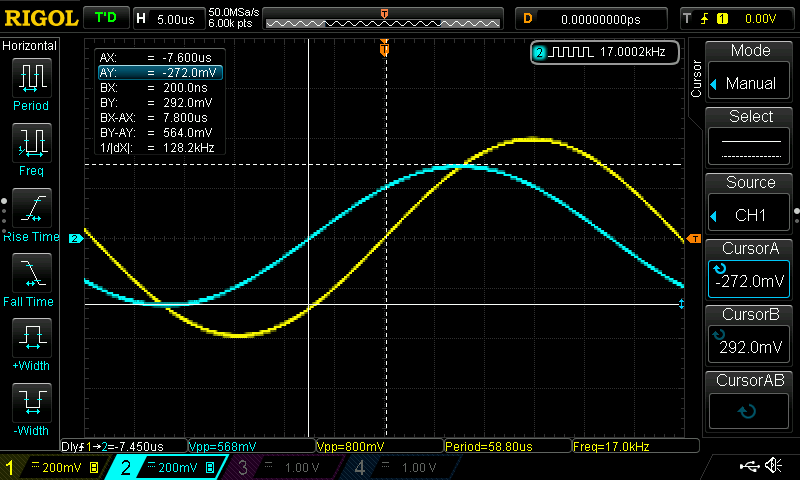 RIGOL T'D H 5.00us 50.0MSa/s 6.00k pts T D 0.00000000ps T 1 0.00V
Horizontal
Period
Freq
Rise Time
Fall Time
+Width
-Width
AX: = -7.600us
AY: = -272.0mV
BX: = 200.0ns
BY: = 292.0mV
BX-AX: = 7.800us
BY-AY: = 564.0mV
1/|dX|: = 128.2kHz
T
2 17.0002kHz
2
T
Cursor
Mode
Manual
Select
Source
CH1
CursorA
-272.0mV
CursorB
292.0mV
CursorAB
Dly 1→2=-7.450us Vpp=568mV Vpp=800mV Period=58.80us Freq=17.0kHz
1 200mV B 2 200mV B 3 1.00 V 4 1.00 V